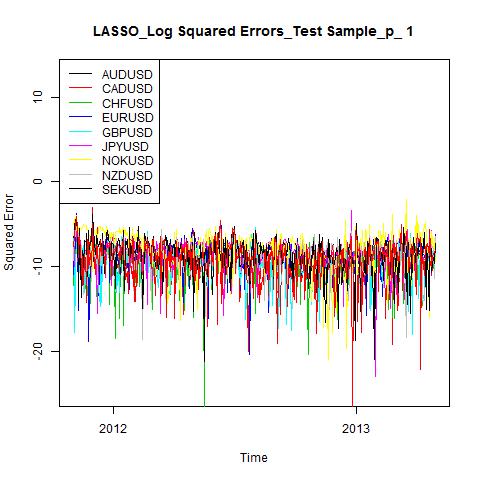 LASSO_Log Squared Errors_Test Sample_p_ 1
AUDUSD
CADUSD
CHFUSD
EURUSD
GBPUSD
JPYUSD
NOKUSD
NZDUSD
SEKUSD
10
0
-10
-20
Squared Error
2012
2013
Time